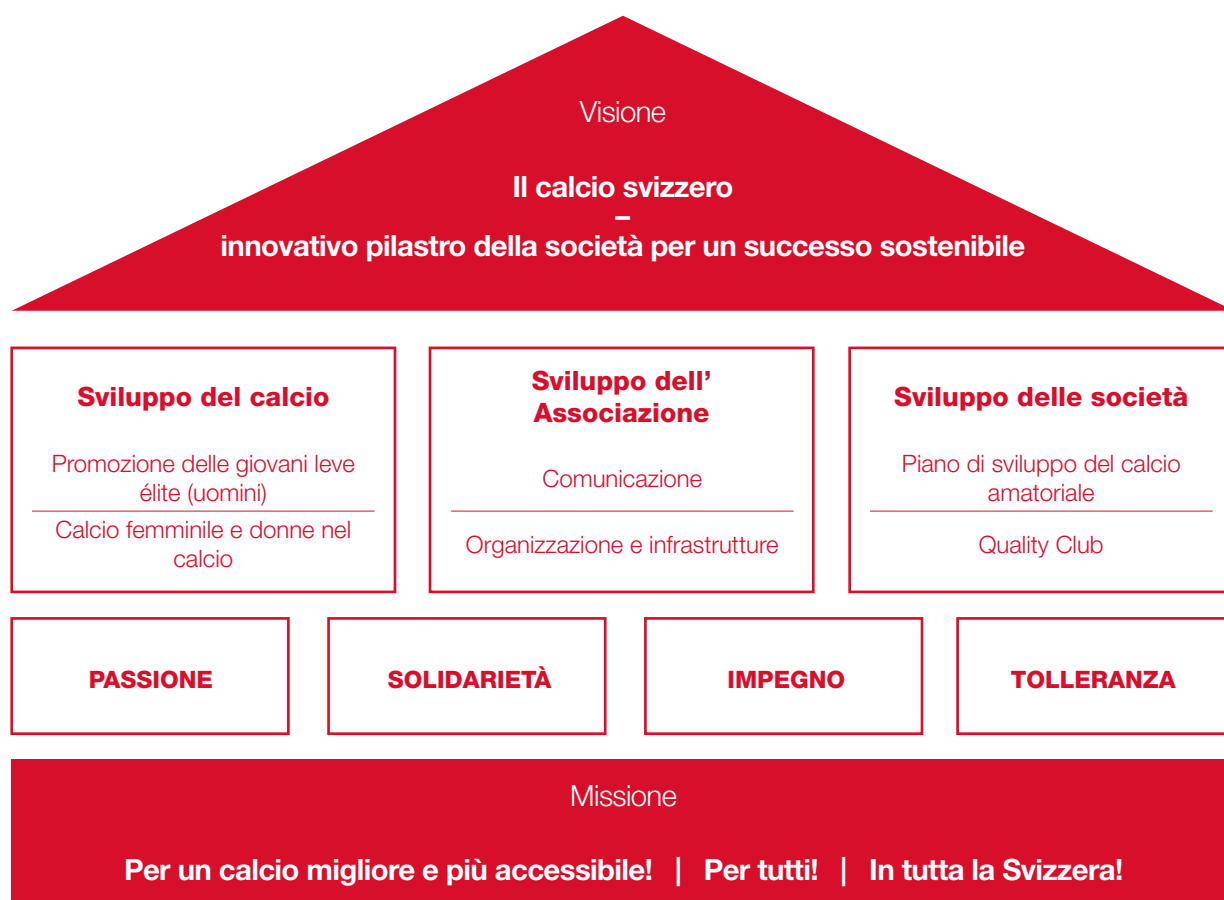 Visione
Il calcio svizzero
–
innovativo pilastro della società per un successo sostenibile
Sviluppo del calcio
Promozione delle giovani leve
élite (uomini)
Calcio femminile e donne nel
calcio
Sviluppo dell'
Associazione
Comunicazione
Organizzazione e infrastrutture
Sviluppo delle società
Piano di sviluppo del calcio
amatoriale
Quality Club
PASSIONE
SOLIDARIETÀ
IMPEGNO
TOLLERANZA
Missione
Per un calcio migliore e più accessibile! | Per tutti! | In tutta la Svizzera!